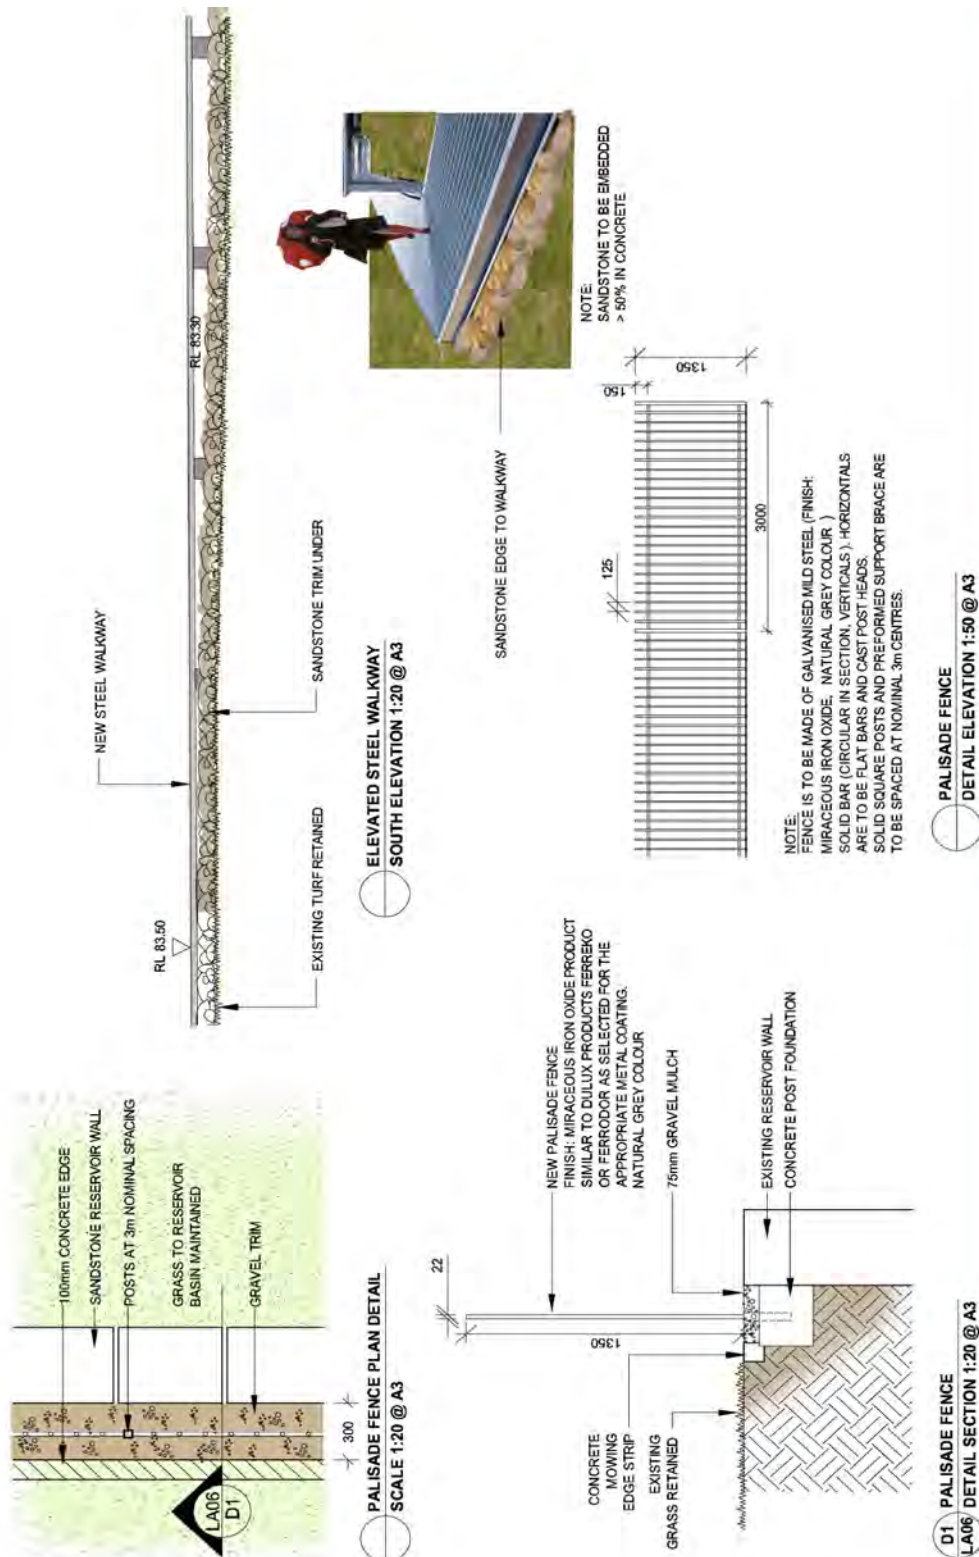 NEW STEEL WALKWAY
RL 83.50
RL 83.30
EXISTING TURF RETAINED
SANDSTONE TRIM UNDER
ELEVATED STEEL WALKWAY
SOUTH ELEVATION 1:20 @ A3
SANDSTONE EDGE TO WALKWAY
NOTE:
SANDSTONE TO BE EMBEDDED
> 50% IN CONCRETE
125
150
1350
3000
NOTE:
FENCE IS TO BE MADE OF GALVANISED MILD STEEL (FINISH:
MIRACEOUS IRON OXIDE, NATURAL GREY COLOUR )
SOLID BAR (CIRCULAR IN SECTION, VERTICALS ). HORIZONTALS
ARE TO BE FLAT BARS AND CAST POST HEADS.
SOLID SQUARE POSTS AND PREFORMED SUPPORT BRACE ARE
TO BE SPACED AT NOMINAL 3m CENTRES.
PALISADE FENCE
DETAIL ELEVATION 1:50 @ A3
100mm CONCRETE EDGE
SANDSTONE RESERVOIR WALL
POSTS AT 3m NOMINAL SPACING
GRASS TO RESERVOIR
BASIN MAINTAINED
GRAVEL TRIM
300
LA06
D1
PALISADE FENCE PLAN DETAIL
SCALE 1:20 @ A3
22
1350
NEW PALISADE FENCE
FINISH: MIRACEOUS IRON OXIDE PRODUCT
SIMILAR TO DULUX PRODUCTS FERREKO
OR FERRODOR AS SELECTED FOR THE
APPROPRIATE METAL COATING.
NATURAL GREY COLOUR
75mm GRAVEL MULCH
EXISTING RESERVOIR WALL
CONCRETE POST FOUNDATION
CONCRETE
MOWING
EDGE STRIP
EXISTING
GRASS RETAINED
D1 PALISADE FENCE
LA06 DETAIL SECTION 1:20 @ A3